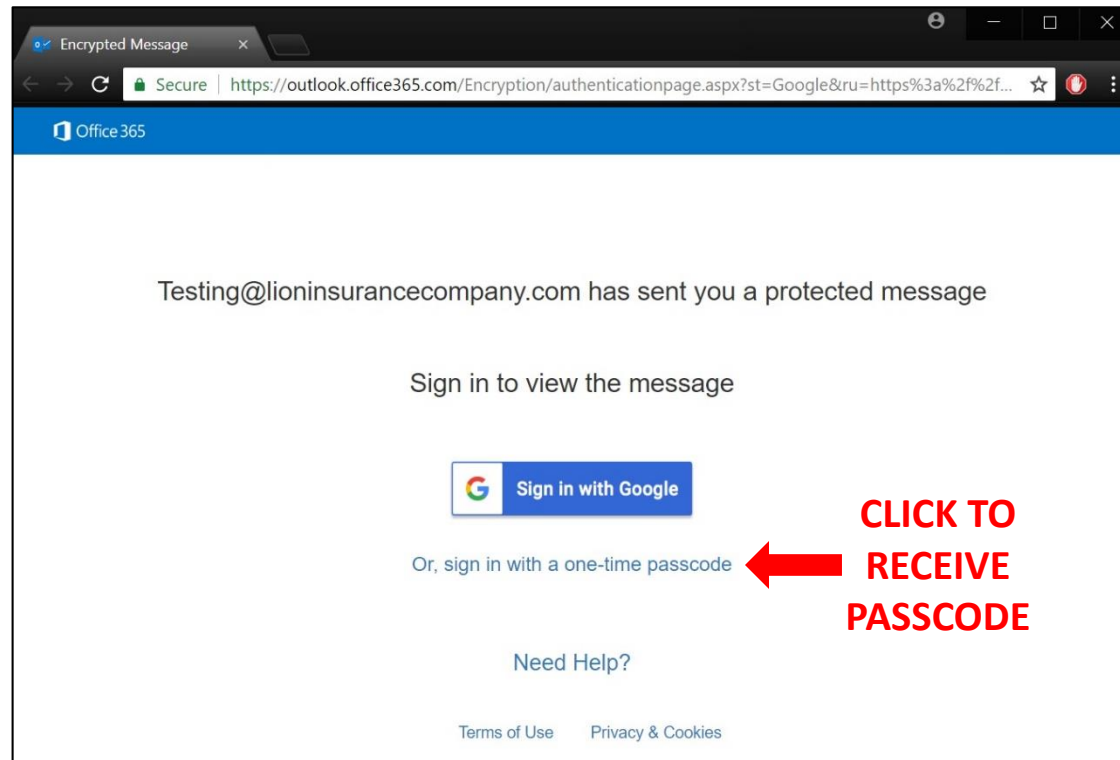 Encrypted Message
Secure https://outlook.office365.com/Encryption/authenticationpage.aspx?st=Google&ru=https%3a%2f%2f...
Office 365
Testing@lioninsurancecompany.com has sent you a protected message
Sign in to view the message
G Sign in with Google
Or, sign in with a one-time passcode
CLICK TO
RECEIVE
PASSCODE
Need Help?
Terms of Use Privacy & Cookies